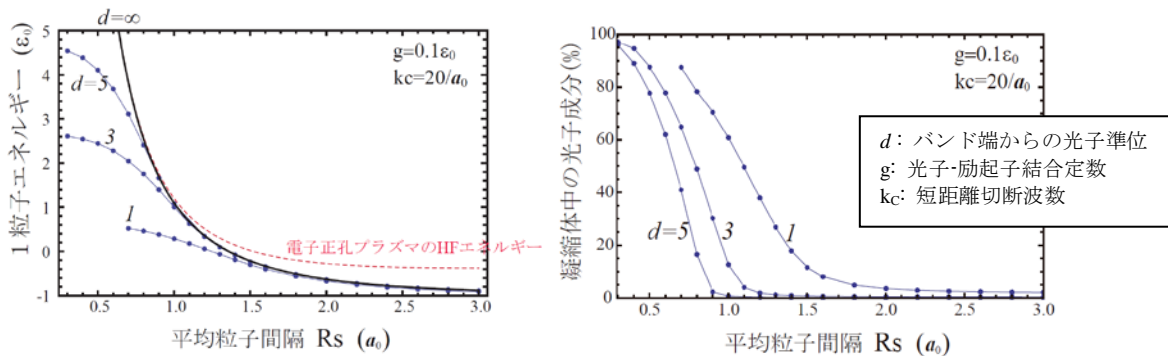 1粒子エネルギー (ε₀)
5
4
3
2
1
0
-1
d=∞
g=0.1ε₀
kc=20/a₀
d=5
3
1
電子正孔プラズマのHFエネルギー
0.5
1.0
1.5
2.0
2.5
3.0
平均粒子間隔 Rs (a₀)
凝縮体中の光子成分(%)
100
80
60
40
20
0
g=0.1ε₀
kc=20/a₀
d=5
3
1
0.5
1.0
1.5
2.0
2.5
3.0
平均粒子間隔 Rs (a₀)
d: バンド端からの光子準位
g: 光子-励起子結合定数
kC: 短距離切断波数